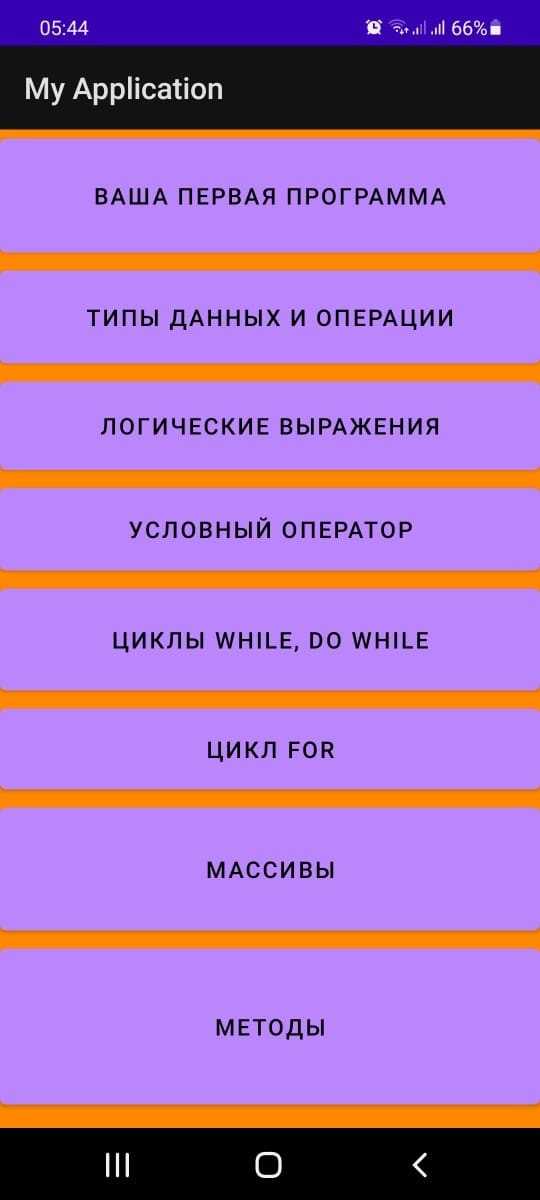 05:44
66%
My Application
ВАША ПЕРВАЯ ПРОГРАММА
ТИПЫ ДАННЫХ И ОПЕРАЦИИ
ЛОГИЧЕСКИЕ ВЫРАЖЕНИЯ
УСЛОВНЫЙ ОПЕРАТОР
ЦИКЛЫ WHILE, DO WHILE
ЦИКЛ FOR
МАССИВЫ
МЕТОДЫ